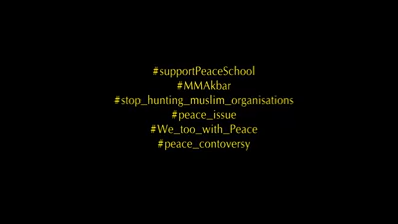 #supportPeaceSchool
#MMAkbar
#stop_hunting_muslim_organisations
#peace_issue
#We_too_with_Peace
#peace_contoversy